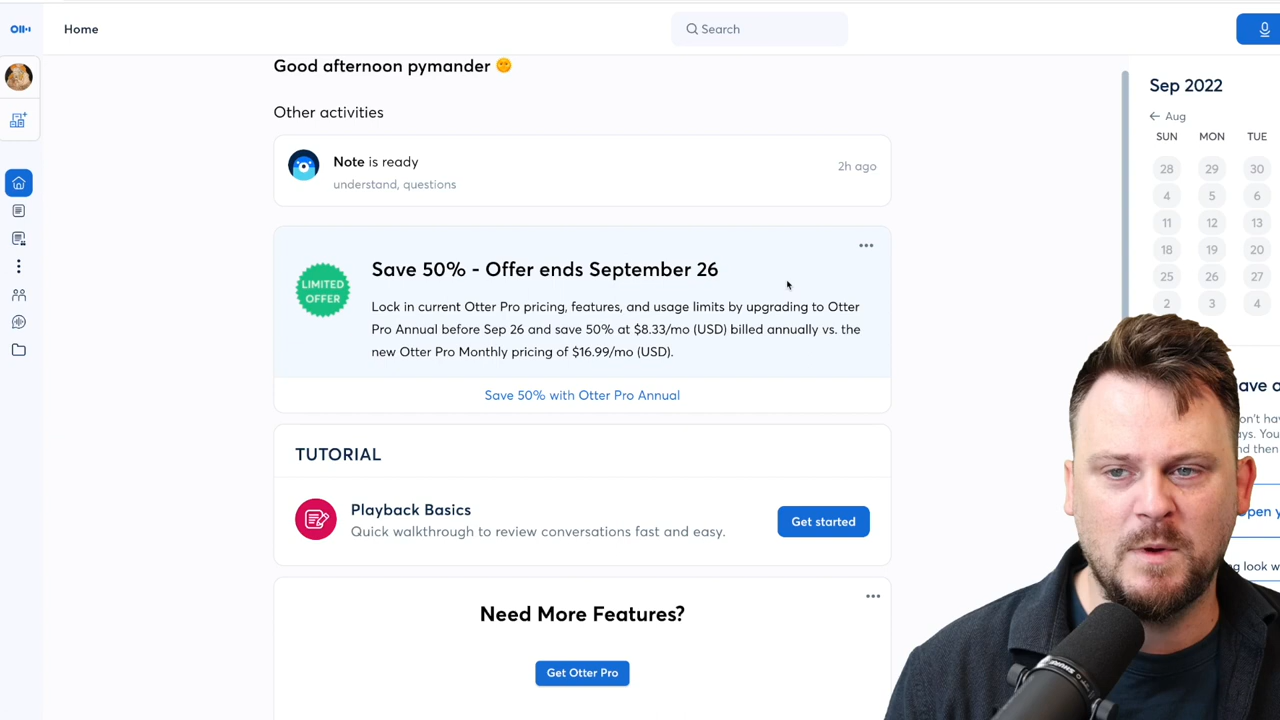 Home
Search
Good afternoon pymander
Other activities
Note is ready
2h ago
understand, questions
LIMITED
OFFER
Save 50% - Offer ends September 26
Lock in current Otter Pro pricing, features, and usage limits by upgrading to Otter
Pro Annual before Sep 26 and save 50% at $8.33/mo (USD) billed annually vs. the
new Otter Pro Monthly pricing of $16.99/mo (USD).
Save 50% with Otter Pro Annual
TUTORIAL
Playback Basics
Quick walkthrough to review conversations fast and easy.
Get started
Need More Features?
Get Otter Pro
Sep 2022
← Aug
SUN MON TUE
28 29 30
4 5 6
11 12 13
18 19 20
25 26 27
2 3 4
and then
look w
SHURE